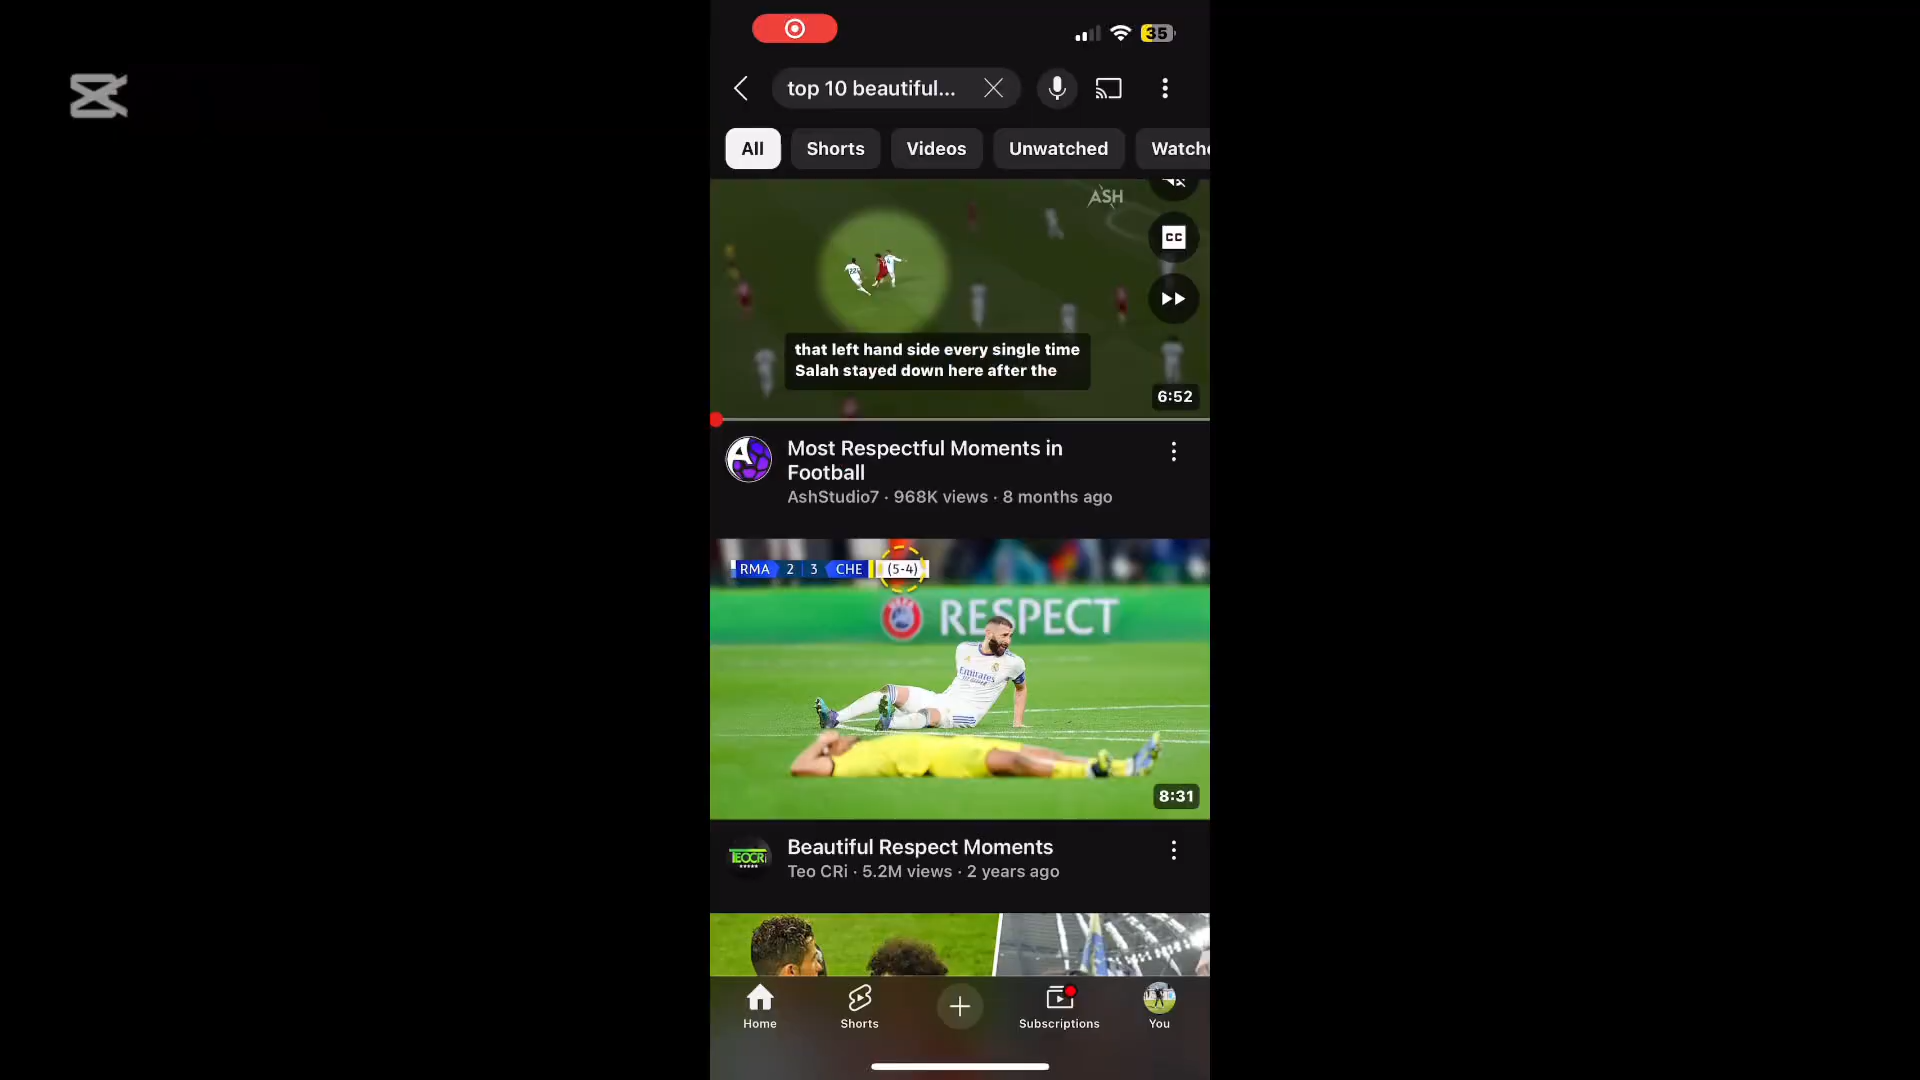 35
top 10 beautiful...
All
Shorts
Videos
Unwatched
Watche
ASH
CC
that left hand side every single time
Salah stayed down here after the
6:52
Most Respectful Moments in
Football
AshStudio7 · 968K views · 8 months ago
RMA 2 3 CHE (5-4)
RESPECT
Emirates
8:31
TEOCRi
Beautiful Respect Moments
Teo CRi · 5.2M views · 2 years ago
Home
Shorts
Subscriptions
You